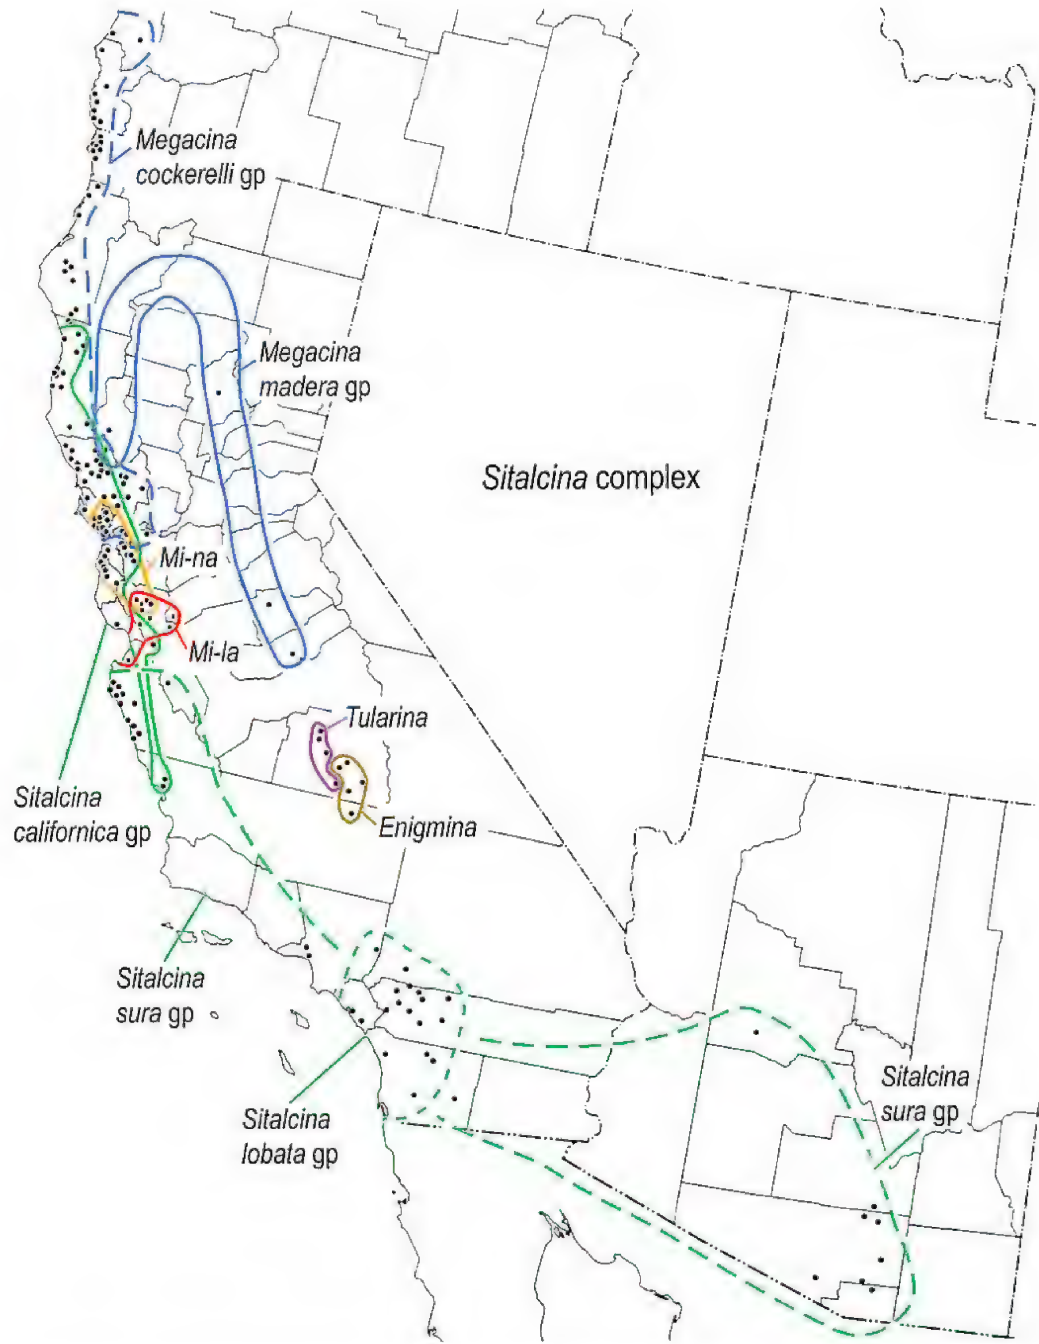 Megacina
cockerelli gp
Megacina
madera gp
Sitalcina complex
Mi-na
Mi-la
Tularina
Sitalcina
californica gp
Enigmina
Sitalcina
sura gp
Sitalcina
sura gp
Sitalcina
lobata gp